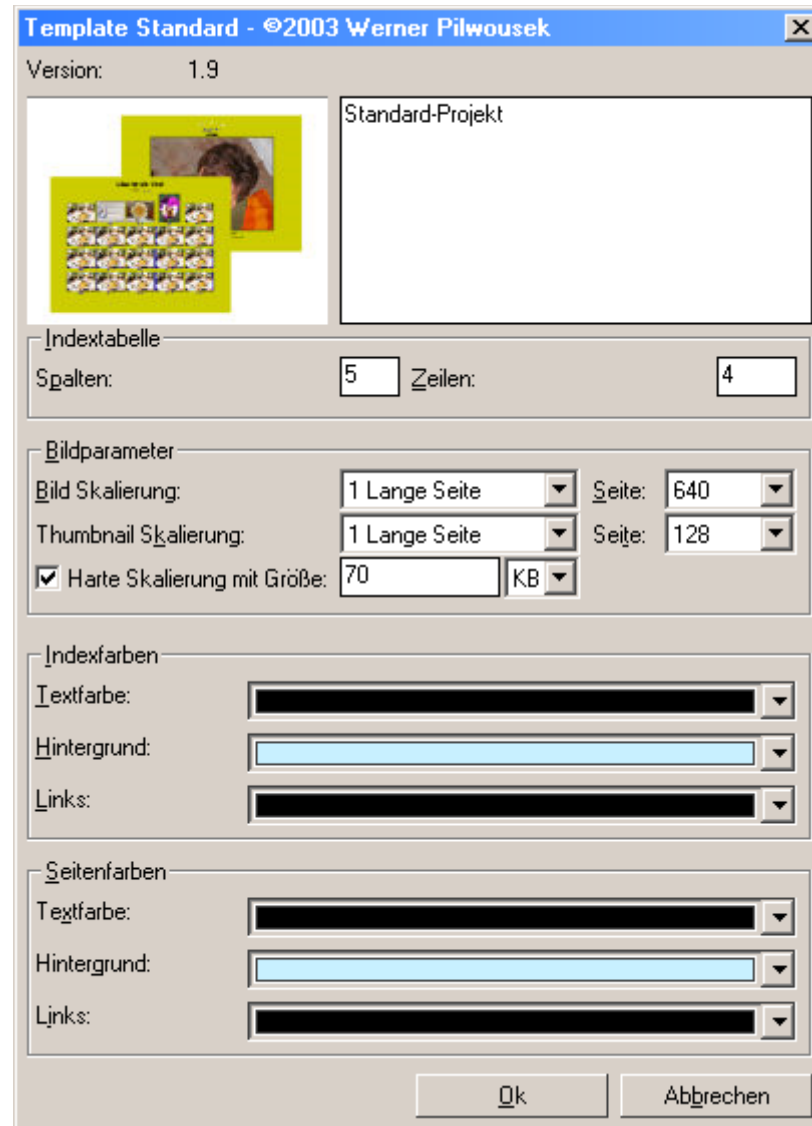 Template Standard - ©2003 Werner Pilwousek
Version: 1.9
Standard-Projekt
Indextabelle
Spalten: 5 Zeilen: 4
Bildparameter
Bild Skalierung: 1 Lange Seite Seite: 640
Thumbnail Skalierung: 1 Lange Seite Seite: 128
Harte Skalierung mit Größe: 70 KB
Indexfarben
Textfarbe:
Hintergrund:
Links:
Seitenfarben
Textfarbe:
Hintergrund:
Links:
Ok Abbrechen